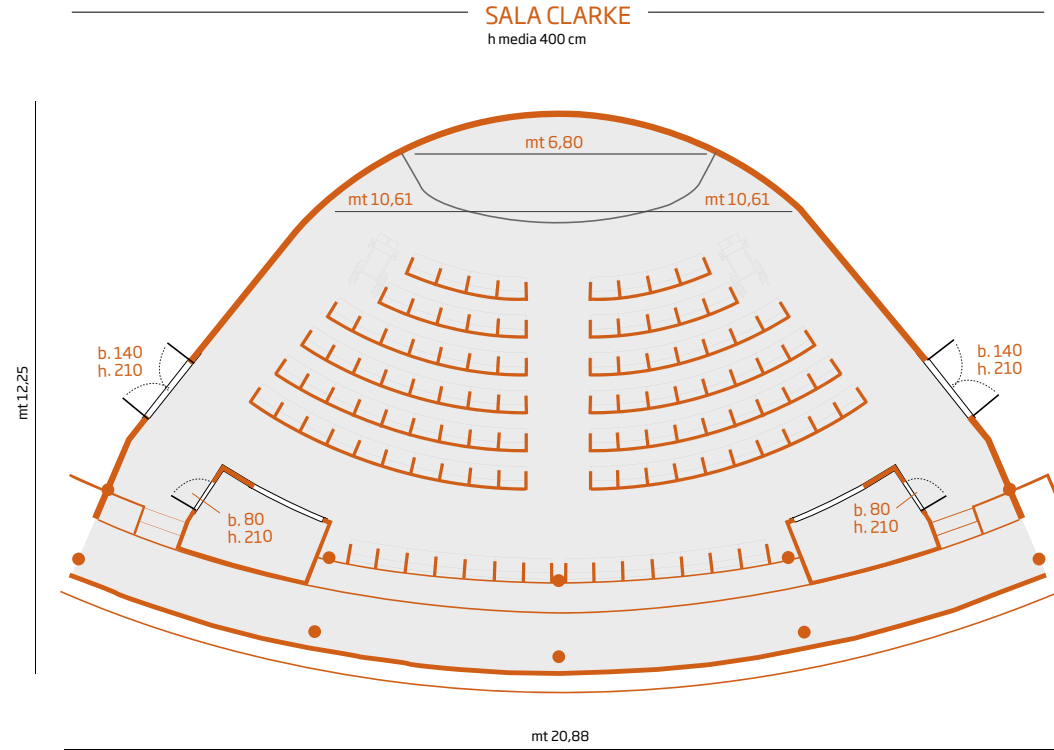 SALA CLARKE
h media 400 cm
mt 6,80
mt 10,61
mt 10,61
b. 140
h. 210
b. 140
h. 210
mt 12,25
b. 80
h. 210
b. 80
h. 210
mt 20,88